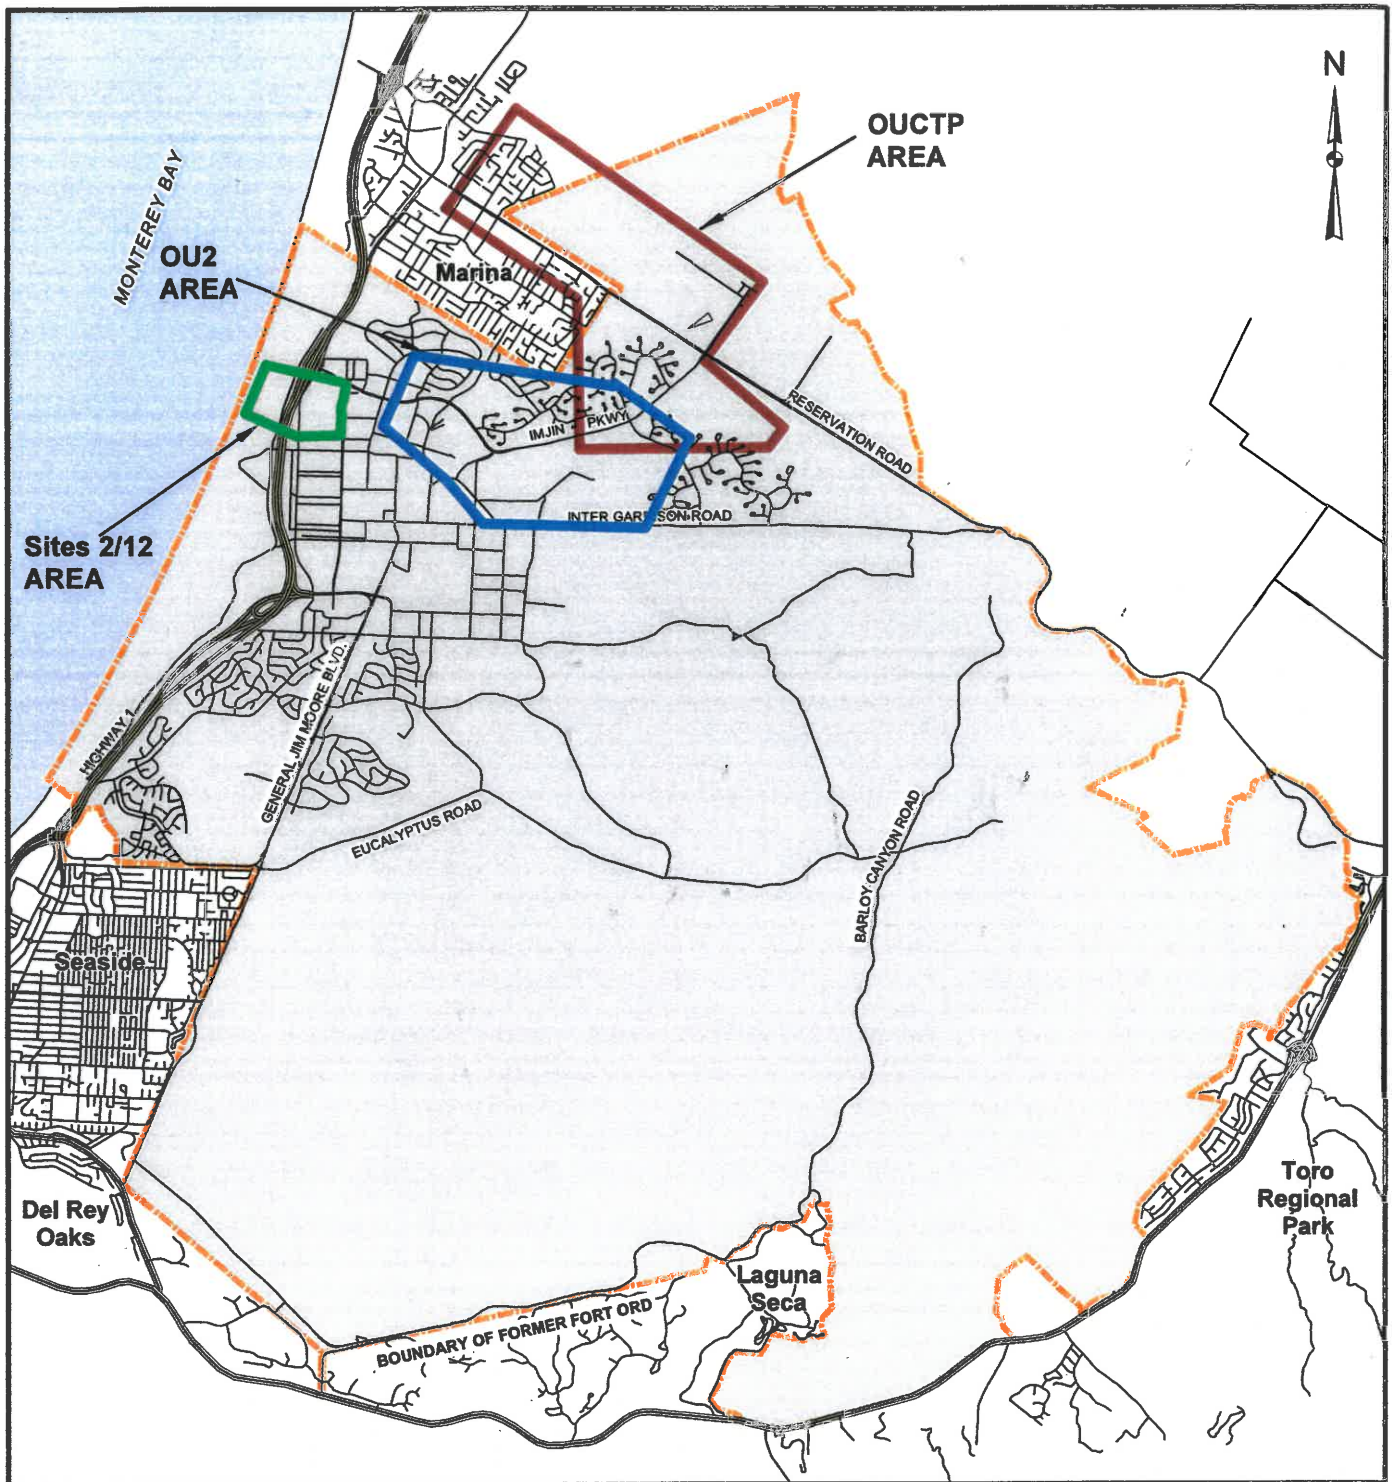 N
OUCTP
AREA
MONTEREY BAY
OU2
AREA
Marina
RESERVATION ROAD
IMJIN PKWY
INTER GARRISON ROAD
Sites 2/12
AREA
HIGHWAY 1
GENERAL JIM MOORE BLVD.
EUCALYPTUS ROAD
BARLOY CANYON ROAD
Seaside
Del Rey
Oaks
Toro
Regional
Park
Laguna
Seca
BOUNDARY OF FORMER FORT ORD